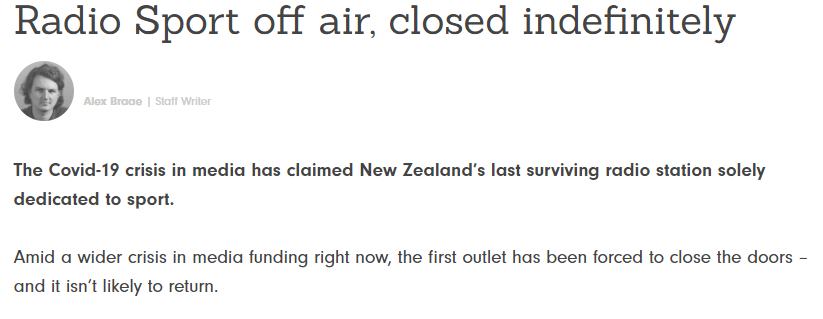 Radio Sport off air, closed indefinitely
Alex Braae | Staff Writer
The Covid-19 crisis in media has claimed New Zealand's last surviving radio station solely
dedicated to sport.
Amid a wider crisis in media funding right now, the first outlet has been forced to close the doors –
and it isn't likely to return.